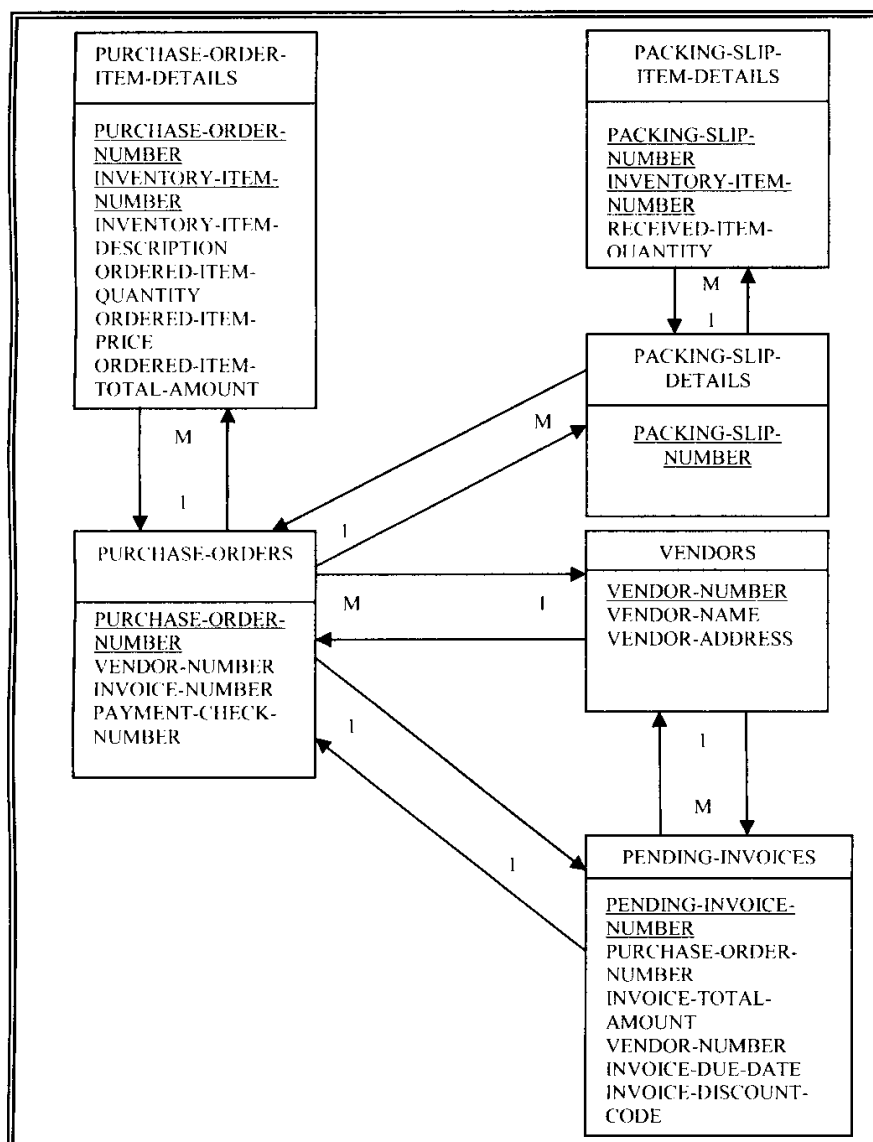 PURCHASE-ORDER-
ITEM-DETAILS
PURCHASE-ORDER-
NUMBER
INVENTORY-ITEM-
NUMBER
INVENTORY-ITEM-
DESCRIPTION
ORDERED-ITEM-
QUANTITY
ORDERED-ITEM-
PRICE
ORDERED-ITEM-
TOTAL-AMOUNT
PACKING-SLIP-
ITEM-DETAILS
PACKING-SLIP-
NUMBER
INVENTORY-ITEM-
NUMBER
RECEIVED-ITEM-
QUANTITY
M
1
PACKING-SLIP-
DETAILS
PACKING-SLIP-
NUMBER
M
1
M
1
PURCHASE-ORDERS
PURCHASE-ORDER-
NUMBER
VENDOR-NUMBER
INVOICE-NUMBER
PAYMENT-CHECK-
NUMBER
M
1
VENDORS
VENDOR-NUMBER
VENDOR-NAME
VENDOR-ADDRESS
1
1
1
M
PENDING-INVOICES
PENDING-INVOICE-
NUMBER
PURCHASE-ORDER-
NUMBER
INVOICE-TOTAL-
AMOUNT
VENDOR-NUMBER
INVOICE-DUE-DATE
INVOICE-DISCOUNT-
CODE